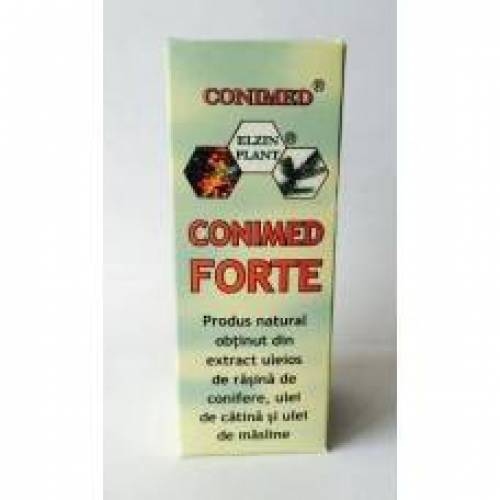 CONIMED®
ELZIN ®
PLANT
CONIMED
FORTE
Produs natural
obținut din
extract uleios
de rășină de
conifere, ulei
de cătină și ulei
de măsline